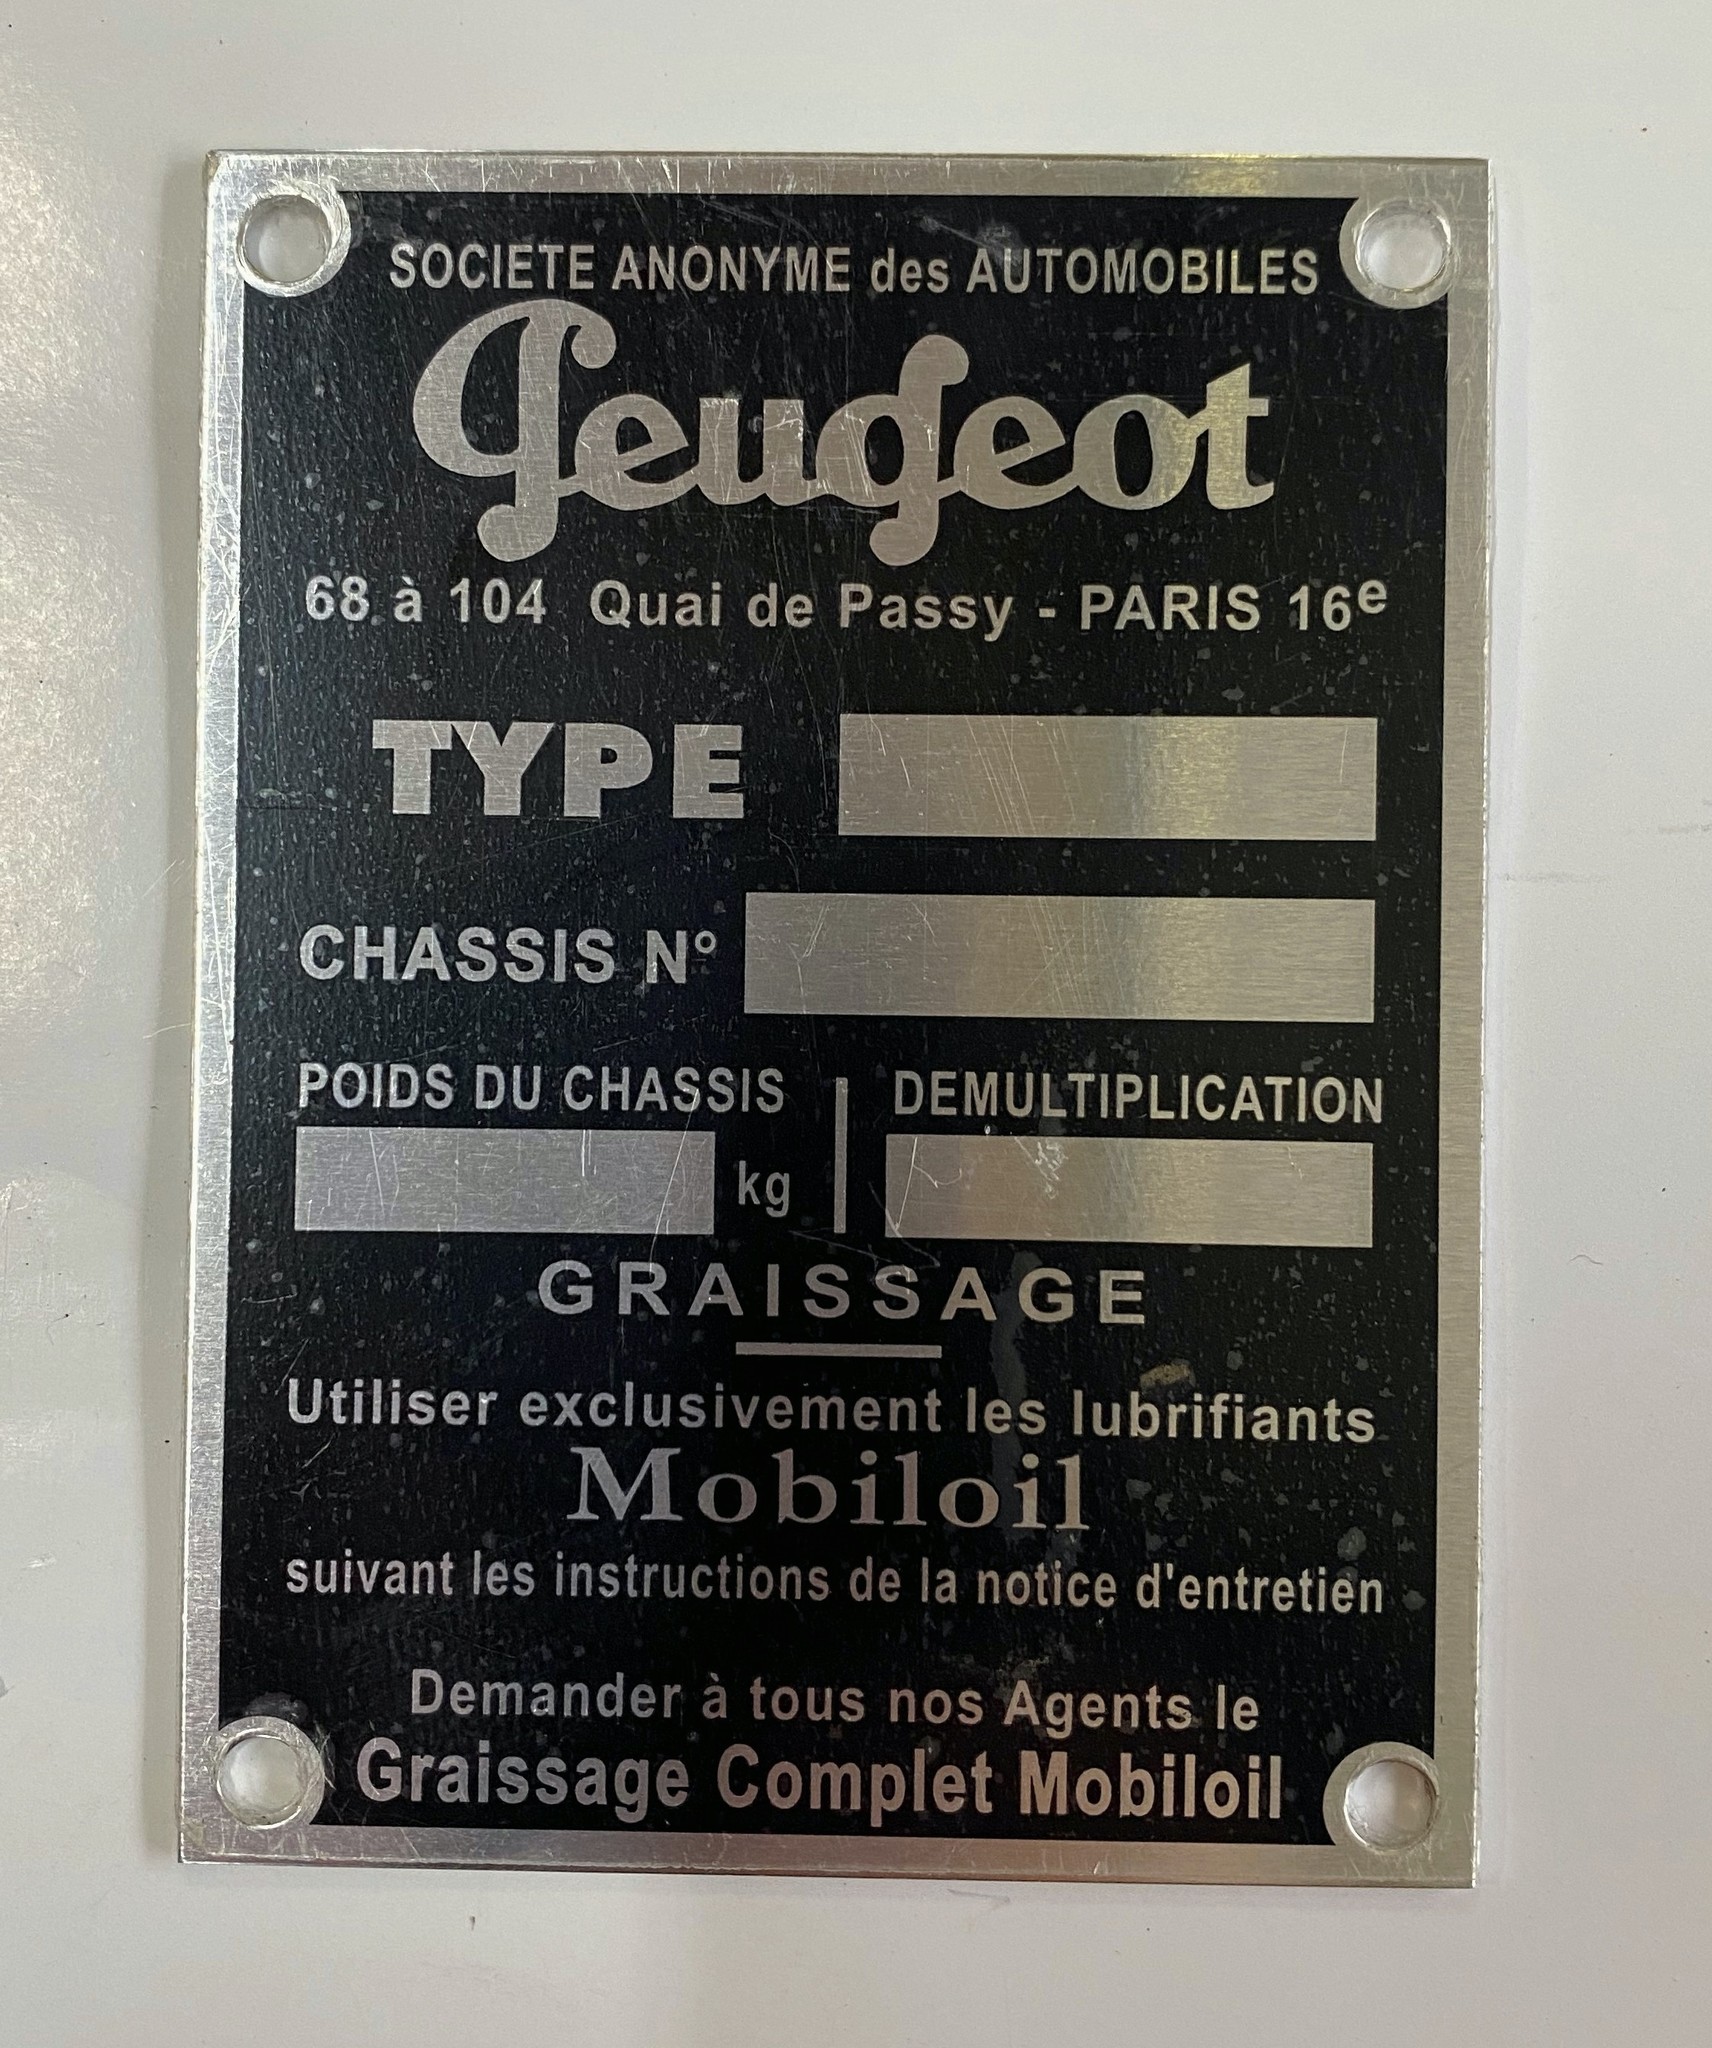 SOCIETE ANONYME des AUTOMOBILES
Peugeot
68 à 104 Quai de Passy - PARIS 16e
TYPE
CHASSIS Nº
POIDS DU CHASSIS
DEMULTIPLICATION
kg
GRAISSAGE
Utiliser exclusivement les lubrifiants
Mobiloil
suivant les instructions de la notice d'entretien
Demander à tous nos Agents le
Graissage Complet Mobiloil